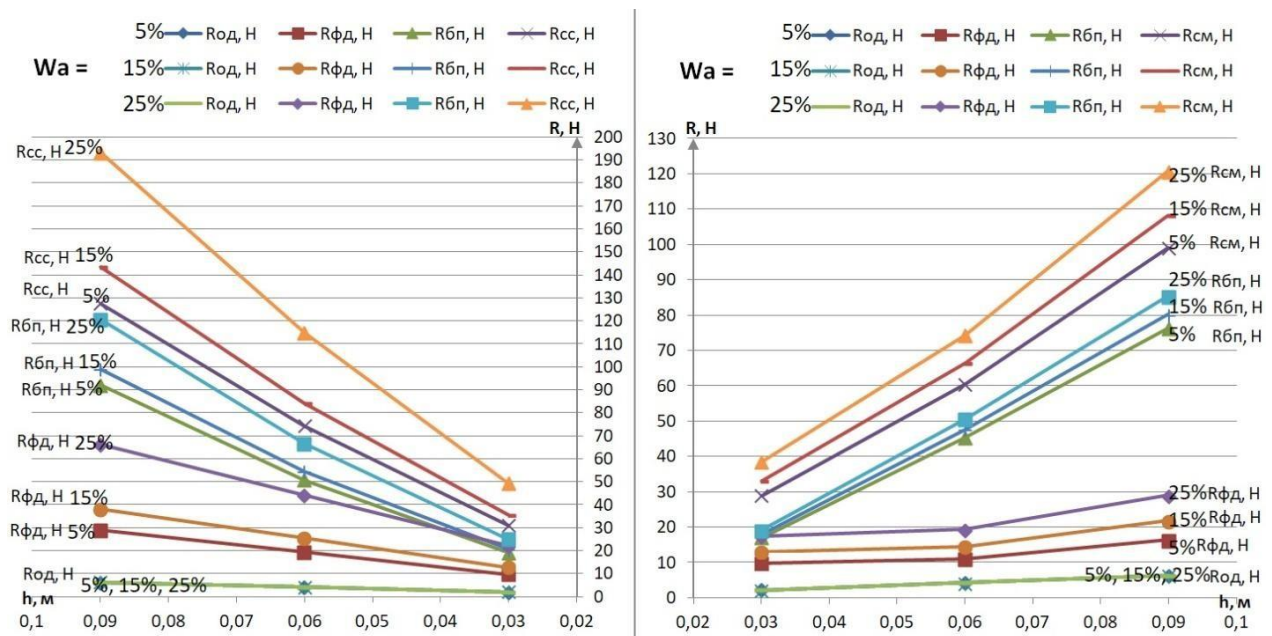 5% Rод, Н Rфд, Н Rбп, Н Rсс, Н
Wa = 15% Rод, Н Rфд, Н Rбп, Н Rсс, Н
25% Rод, Н Rфд, Н Rбп, Н Rсс, Н
R, Н
200
190
180
170
160
150
140
130
120
110
100
90
80
70
60
50
40
30
20
10
0
Rсс, Н 25%
Rсс, Н 15%
Rсс, Н 5%
Rбп, Н 25%
Rбп, Н 15%
Rбп, Н 5%
Rфд, Н 25%
Rфд, Н 15%
Rфд, Н 5%
Rод, Н
5%, 15%, 25%
h, м
0,1 0,09 0,08 0,07 0,06 0,05 0,04 0,03 0,02
5% Rод, Н Rфд, Н Rбп, Н Rсм, Н
Wa = 15% Rод, Н Rфд, Н Rбп, Н Rсм, Н
25% Rод, Н Rфд, Н Rбп, Н Rсм, Н
R, Н
130
120
110
100
90
80
70
60
50
40
30
20
10
0
25% Rсм, Н
15% Rсм, Н
5% Rсм, Н
25% Rбп, Н
15% Rбп, Н
5% Rбп, Н
25% Rфд, Н
15% Rфд, Н
5% Rфд, Н
5%, 15%, 25% Rод, Н
h, м
0,02 0,03 0,04 0,05 0,06 0,07 0,08 0,09 0,1